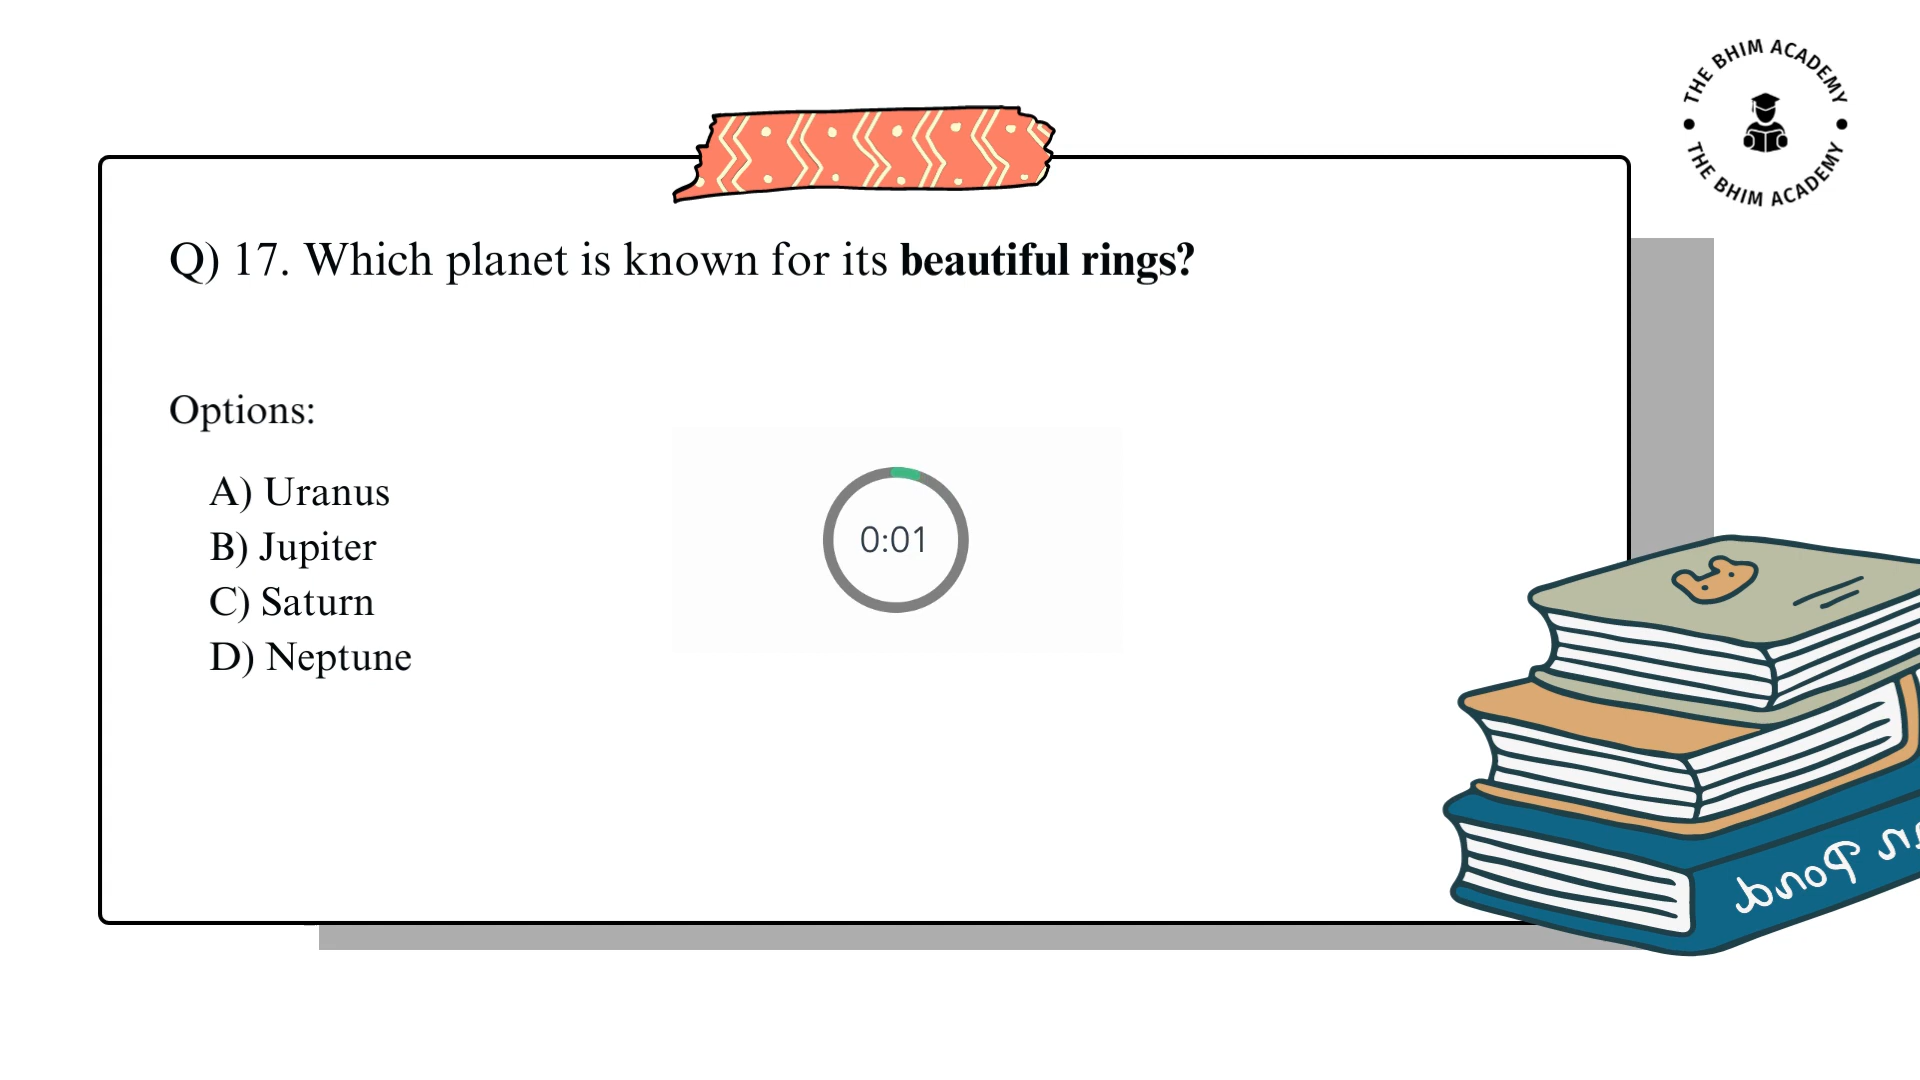 THE BHIM ACADEMY
THE BHIM ACADEMY
Q) 17. Which planet is known for its beautiful rings?
Options:
A) Uranus
B) Jupiter
C) Saturn
D) Neptune
0:01
Pond